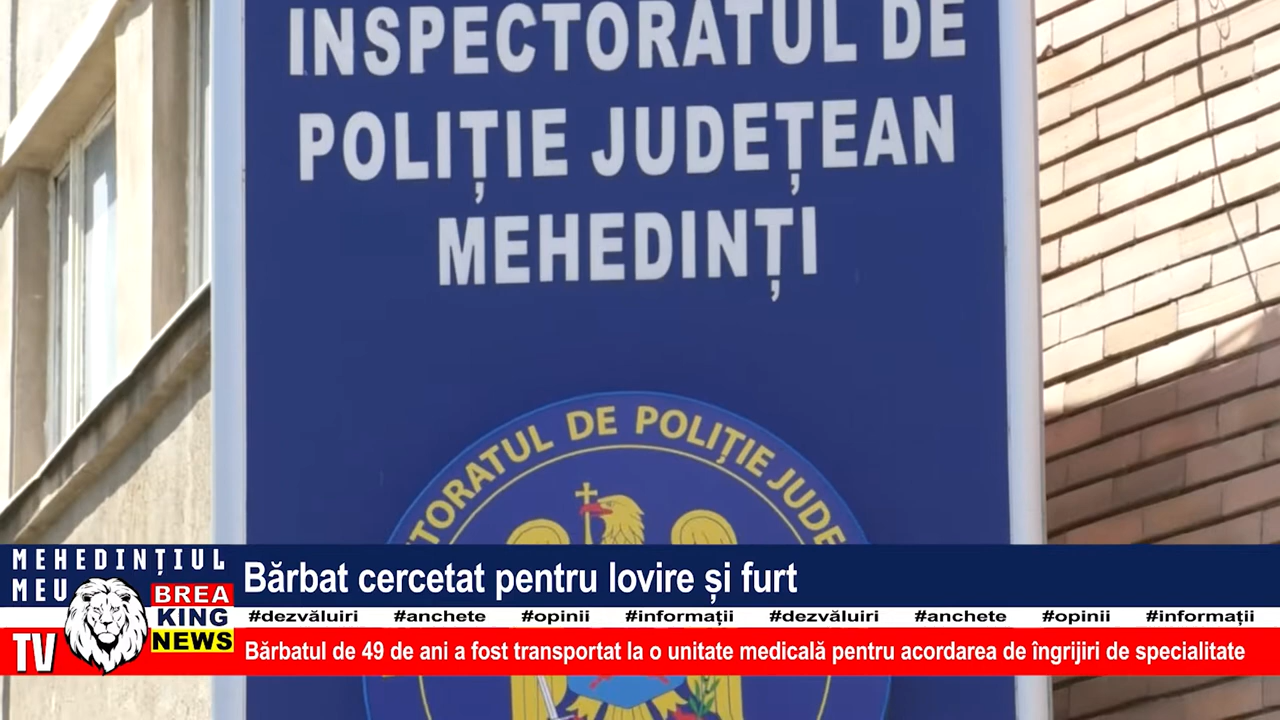 INSPECTORATUL DE
POLIȚIE JUDEȚEAN
MEHEDINȚI
DE POLIȚIE
MEHEDINȚIUL
MEU
TV
BREA
KING
NEWS
Bărbat cercetat pentru lovire și furt
#dezvăluiri #anchete #opinii #informații #dezvăluiri #anchete #opinii #informații
Bărbatul de 49 de ani a fost transportat la o unitate medicală pentru acordarea de îngrijiri de specialitate